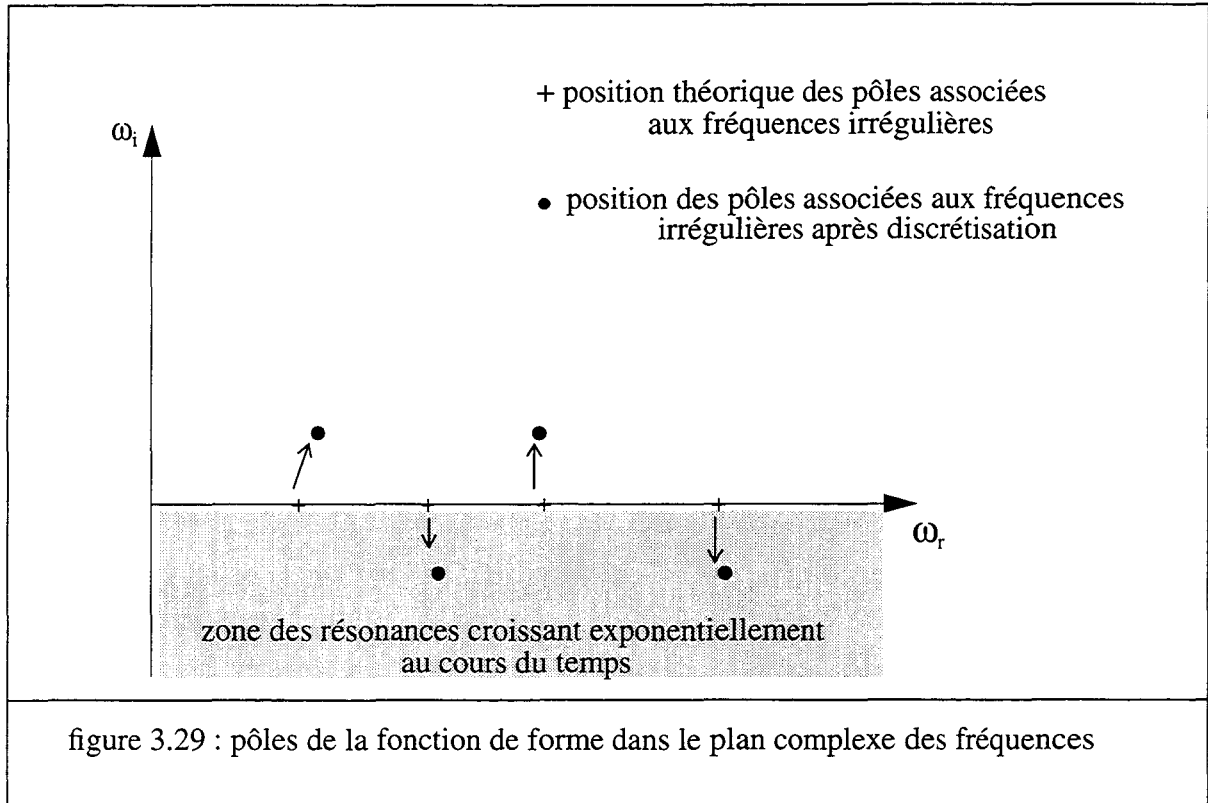 + position théorique des pôles associées
aux fréquences irrégulières
ωi
● position des pôles associées aux fréquences
irrégulières après discrétisation
ωr
zone des résonances croissant exponentiellement
au cours du temps
figure 3.29 : pôles de la fonction de forme dans le plan complexe des fréquences